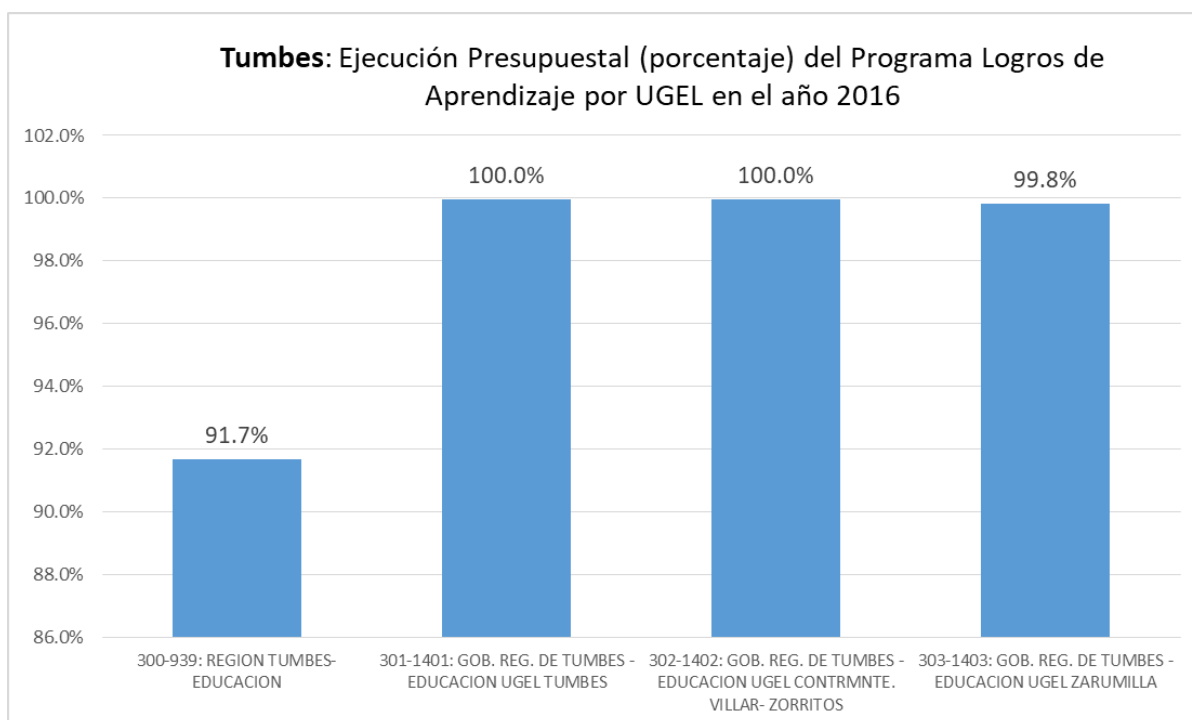 Tumbes: Ejecución Presupuestal (porcentaje) del Programa Logros de
Aprendizaje por UGEL en el año 2016
102.0%
100.0%
98.0%
96.0%
94.0%
92.0%
90.0%
88.0%
86.0%
91.7%
100.0%
100.0%
99.8%
300-939: REGION TUMBES-
EDUCACION
301-1401: GOB. REG. DE TUMBES -
EDUCACION UGEL TUMBES
302-1402: GOB. REG. DE TUMBES -
EDUCACION UGEL CONTRMNTE.
VILLAR- ZORRITOS
303-1403: GOB. REG. DE TUMBES -
EDUCACION UGEL ZARUMILLA